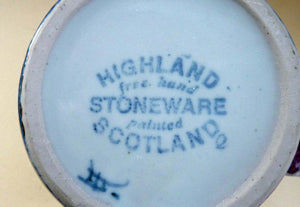 HIGHLAND
free hand
STONEWARE
painted
SCOTLAND